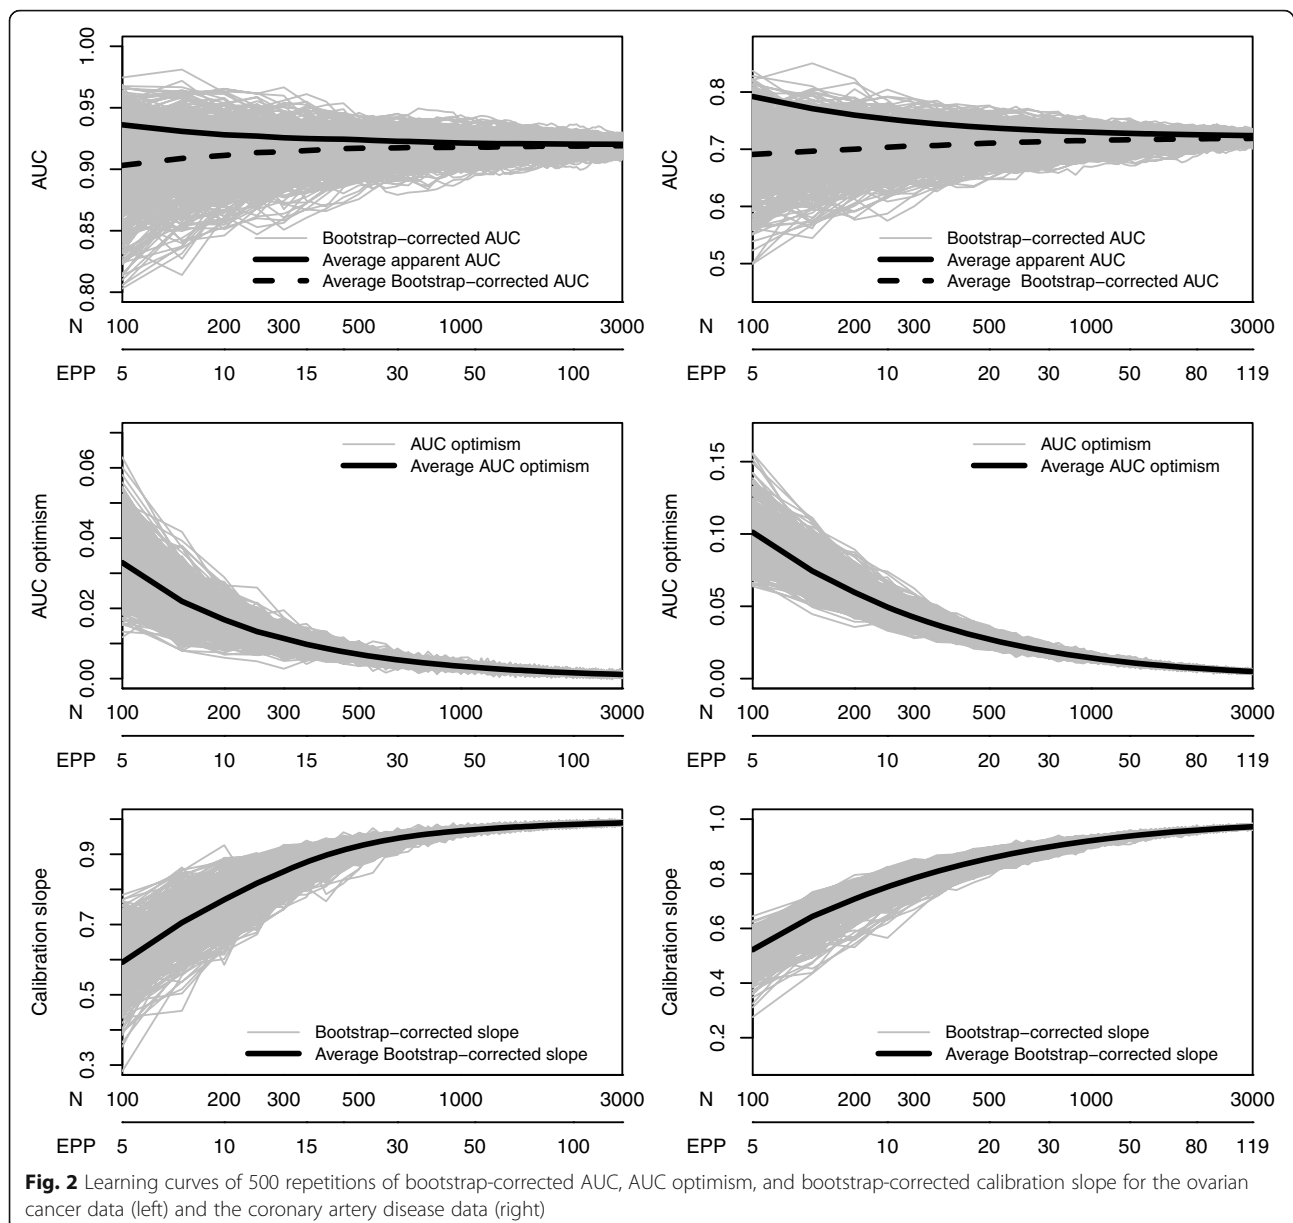 1.00
0.95
0.90
0.85
0.80
AUC
Bootstrap-corrected AUC
Average apparent AUC
Average Bootstrap-corrected AUC
N 100 200 300 500 1000 3000
EPP 5 10 15 30 50 100
0.8
0.7
0.6
0.5
AUC
Bootstrap-corrected AUC
Average apparent AUC
Average Bootstrap-corrected AUC
N 100 200 300 500 1000 3000
EPP 5 10 20 30 50 80 119
0.06
0.04
0.02
0.00
AUC optimism
AUC optimism
Average AUC optimism
N 100 200 300 500 1000 3000
EPP 5 10 15 30 50 100
0.15
0.10
0.05
0.00
AUC optimism
AUC optimism
Average AUC optimism
N 100 200 300 500 1000 3000
EPP 5 10 20 30 50 80 119
0.9
0.7
0.5
0.3
Calibration slope
Bootstrap-corrected slope
Average Bootstrap-corrected slope
N 100 200 300 500 1000 3000
EPP 5 10 15 30 50 100
1.0
0.8
0.6
0.4
0.2
Calibration slope
Bootstrap-corrected slope
Average Bootstrap-corrected slope
N 100 200 300 500 1000 3000
EPP 5 10 20 30 50 80 119
Fig. 2 Learning curves of 500 repetitions of bootstrap-corrected AUC, AUC optimism, and bootstrap-corrected calibration slope for the ovarian
cancer data (left) and the coronary artery disease data (right)